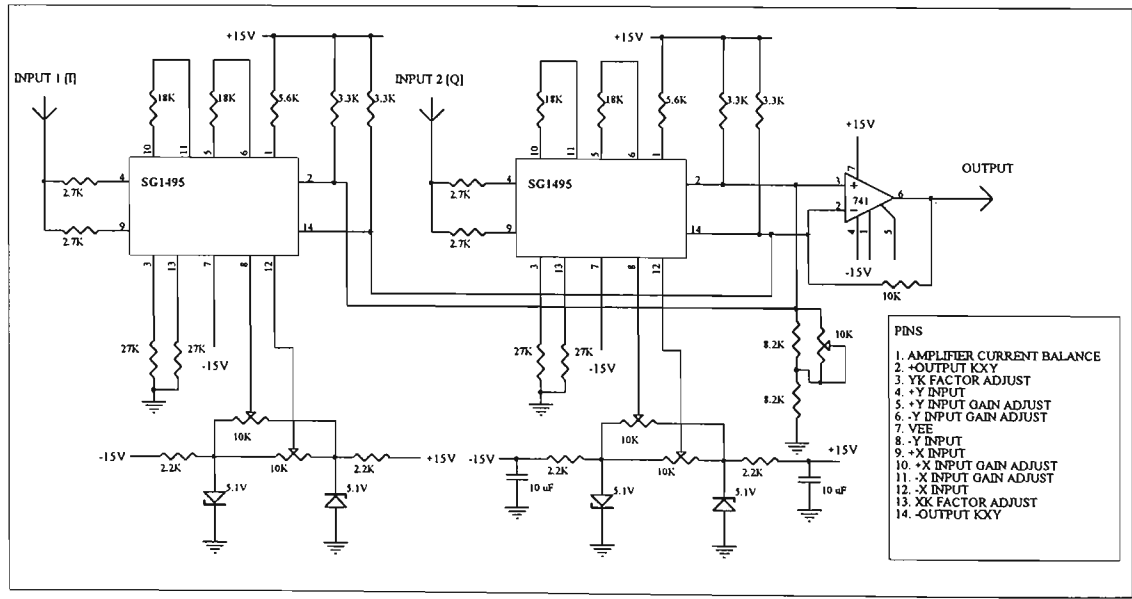 +15V
+15V
INPUT 1 [I]
INPUT 2 [Q]
18K
18K
5.6K
3.3K
3.3K
18K
18K
5.6K
3.3K
3.3K
+15V
10
11
5
6
1
10
11
5
6
1
7
OUTPUT
4
SG1495
2
2.7K
4
SG1495
2
2.7K
3
+
741
6
2
−
9
14
2.7K
9
14
2.7K
4
1
5
-15V
3
13
7
8
12
3
13
7
8
12
10K
27K
27K
-15V
27K
27K
-15V
8.2K
10K
8.2K
10K
10K
-15V
2.2K
10K
2.2K
+15V
-15V
2.2K
10K
2.2K
+15V
5.1V
5.1V
10 uF
5.1V
5.1V
10 uF
PINS
1. AMPLIFIER CURRENT BALANCE
2. +OUTPUT KXY
3. YK FACTOR ADJUST
4. +Y INPUT
5. +Y INPUT GAIN ADJUST
6. -Y INPUT GAIN ADJUST
7. VEE
8. -Y INPUT
9. +X INPUT
10. +X INPUT GAIN ADJUST
11. -X INPUT GAIN ADJUST
12. -X INPUT
13. XK FACTOR ADJUST
14. -OUTPUT KXY